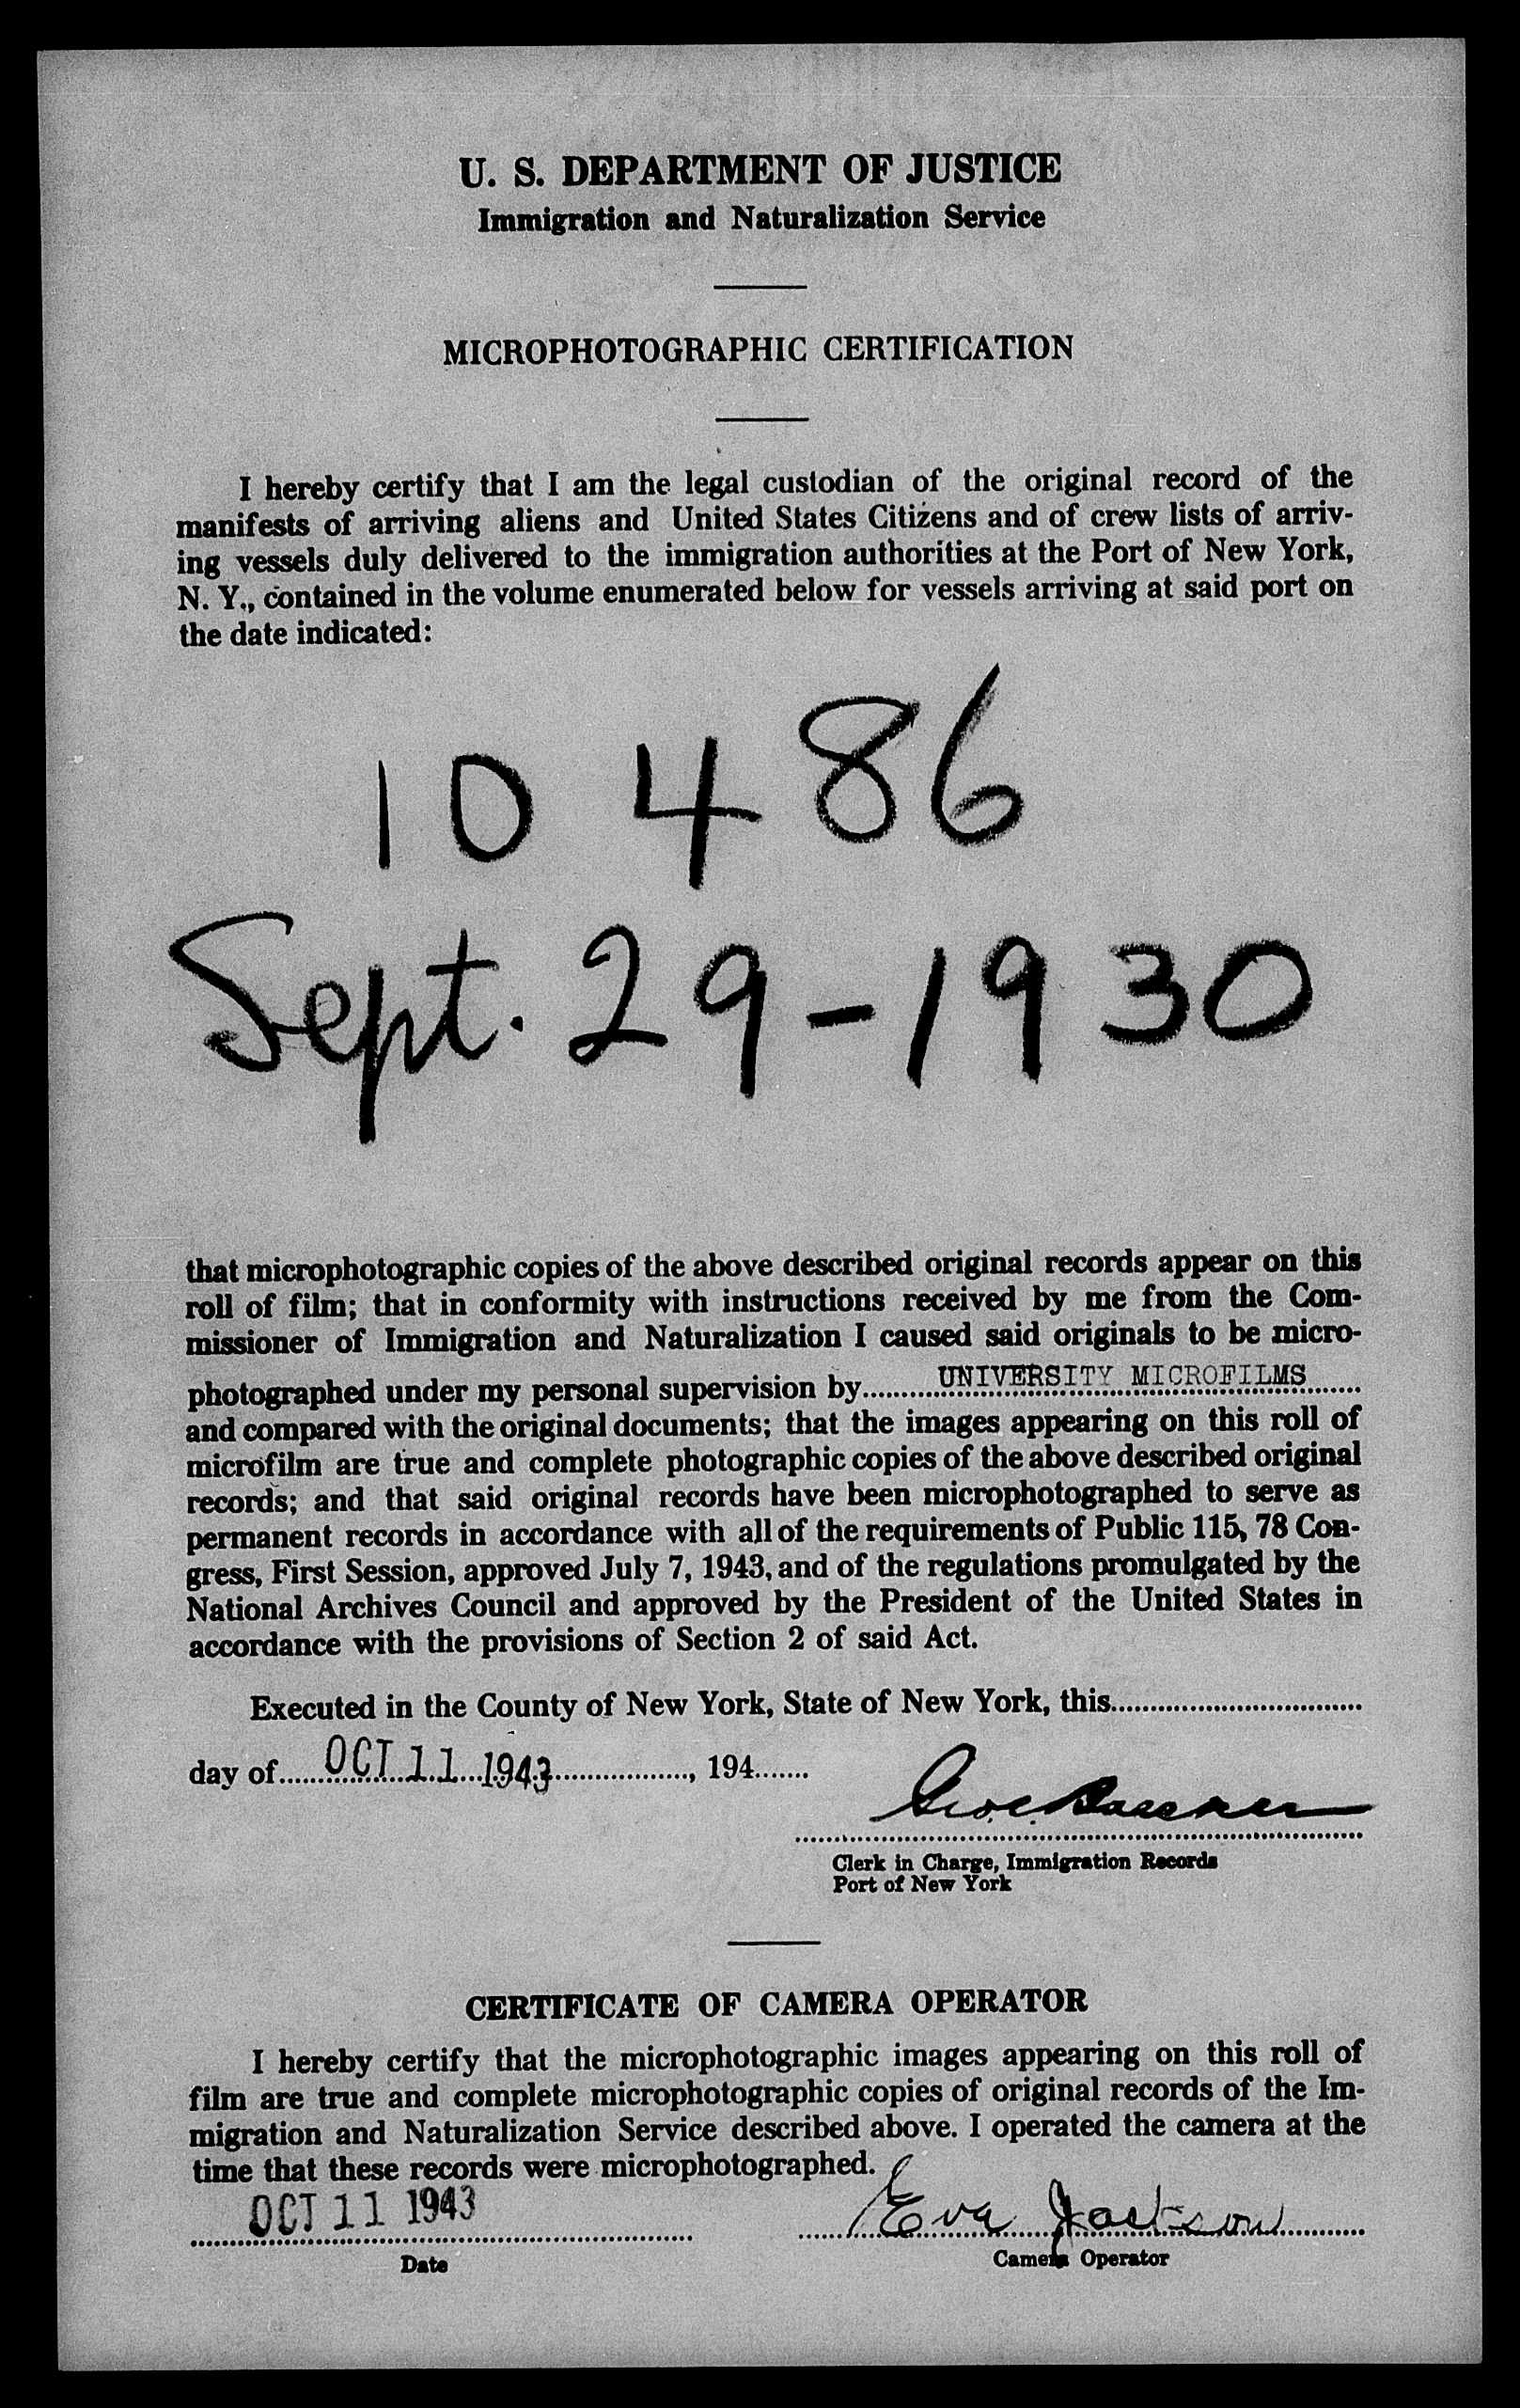 U. S. DEPARTMENT OF JUSTICE
Immigration and Naturalization Service
MICROPHOTOGRAPHIC CERTIFICATION
I hereby certify that I am the legal custodian of the original record of the
manifests of arriving aliens and United States Citizens and of crew lists of arriv-
ing vessels duly delivered to the immigration authorities at the Port of New York,
N. Y., contained in the volume enumerated below for vessels arriving at said port on
the date indicated:
10 486
Sept. 29-1930
that microphotographic copies of the above described original records appear on this
roll of film; that in conformity with instructions received by me from the Com-
missioner of Immigration and Naturalization I caused said originals to be micro-
photographed under my personal supervision by UNIVERSITY MICROFILMS
and compared with the original documents; that the images appearing on this roll of
microfilm are true and complete photographic copies of the above described original
records; and that said original records have been microphotographed to serve as
permanent records in accordance with all of the requirements of Public 115, 78 Con-
gress, First Session, approved July 7, 1943, and of the regulations promulgated by the
National Archives Council and approved by the President of the United States in
accordance with the provisions of Section 2 of said Act.
Executed in the County of New York, State of New York, this
day of OCT 11 1943, 194
Clerk in Charge, Immigration Records
Port of New York
CERTIFICATE OF CAMERA OPERATOR
I hereby certify that the microphotographic images appearing on this roll of
film are true and complete microphotographic copies of original records of the Im-
migration and Naturalization Service described above. I operated the camera at the
time that these records were microphotographed.
OCT 11 1943 Eva Jackson
Date Camera Operator